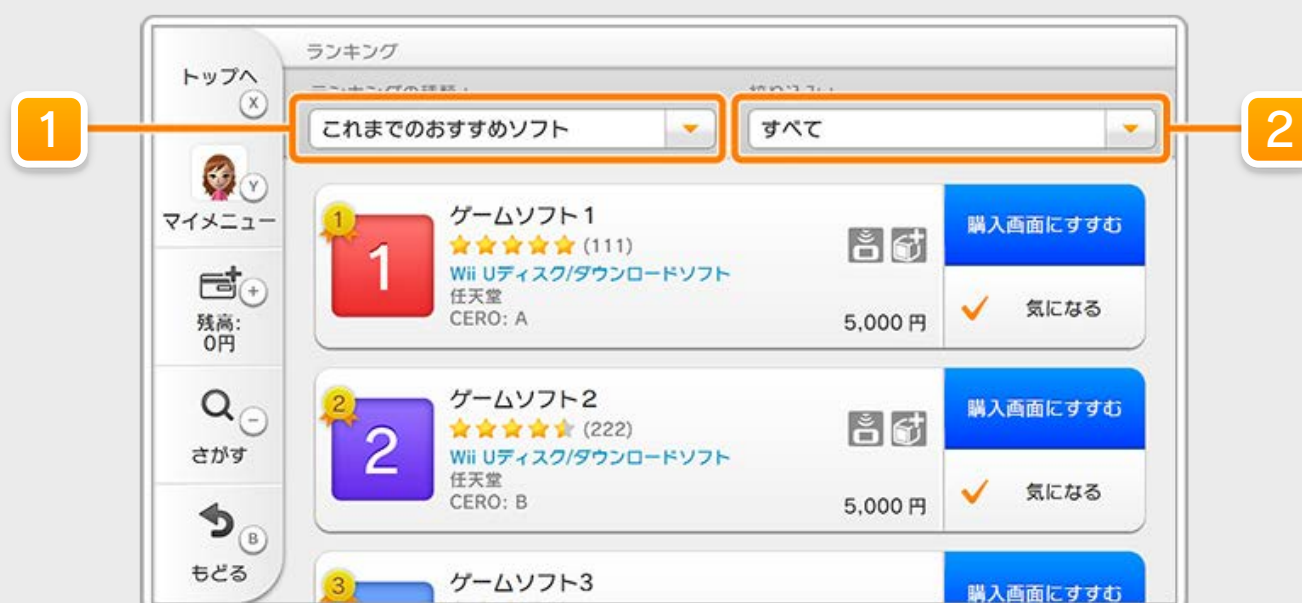 ランキング
トップへ
X
1
これまでのおすすめソフト
すべて
2
Y
マイメニュー
+
残高:
0円
-
さがす
B
もどる
1
1
ゲームソフト1
(111)
Wii Uディスク/ダウンロードソフト
任天堂
CERO: A
5,000 円
購入画面にすすむ
気になる
2
2
ゲームソフト2
(222)
Wii Uディスク/ダウンロードソフト
任天堂
CERO: B
5,000 円
購入画面にすすむ
気になる
3
ゲームソフト3
購入画面にすすむ